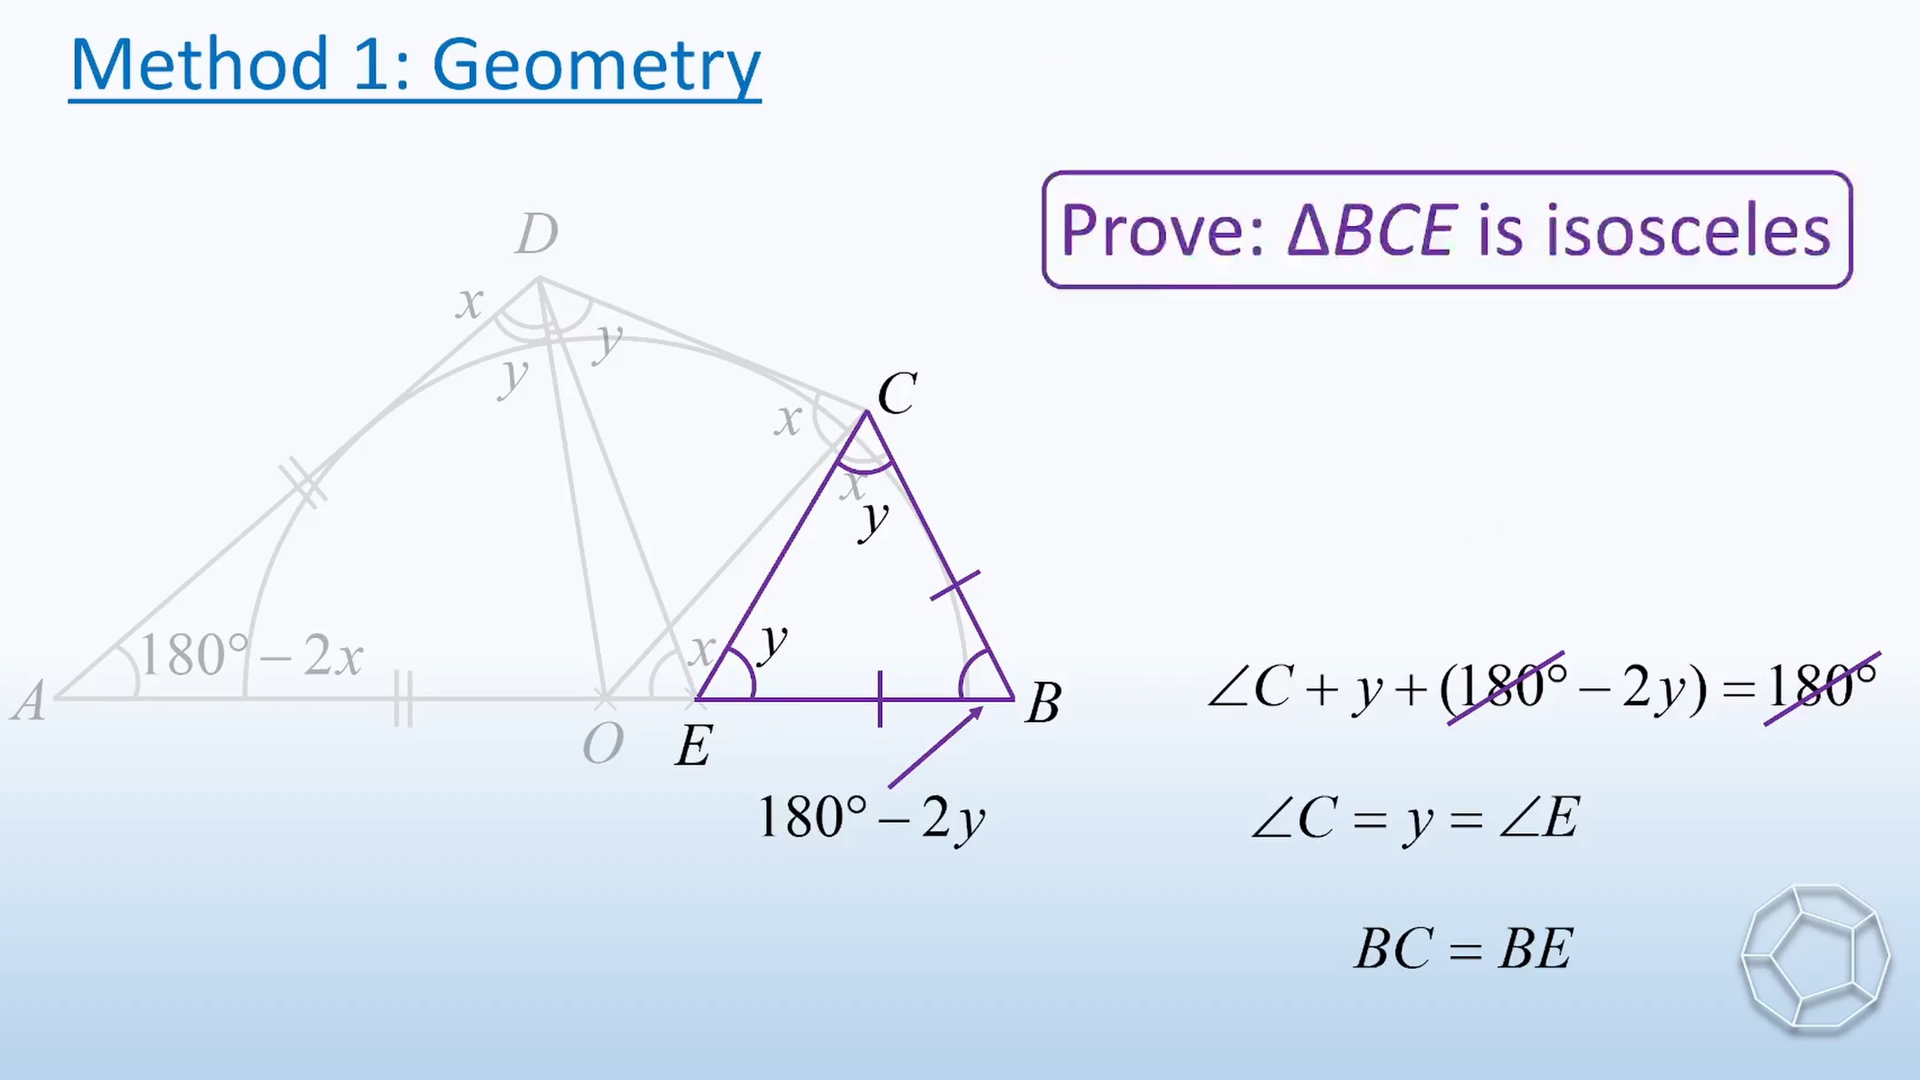 Method 1: Geometry
Prove: ΔBCE is isosceles
D
x
y
y
C
x
x
y
180° – 2x
x
y
A
B
O
E
180° – 2y
∠C + y + (180° – 2y) = 180°
∠C = y = ∠E
BC = BE